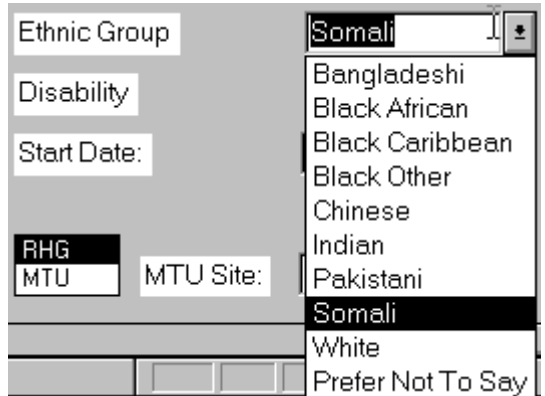 Ethnic Group
Somali
Bangladeshi
Black African
Black Caribbean
Black Other
Chinese
Indian
Pakistani
Somali
White
Prefer Not To Say
Disability
Start Date:
RHG
MTU
MTU Site: